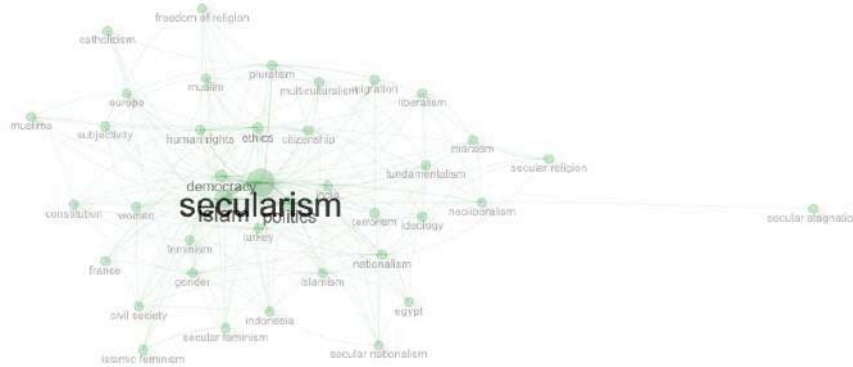 freedom of religion
catholicism
pluralism
muslim
multiculturalism
migration
europe
liberalism
muslims
subjectivity
human rights
ethics
citizenship
marxism
secular religion
fundamentalism
democracy
india
secularism
constitution
women
islam
politics
terrorism
ideology
neoliberalism
secular stagnatio
turkey
feminism
nationalism
france
gender
islamism
egypt
civil society
indonesia
secular feminism
islamic feminism
secular nationalism